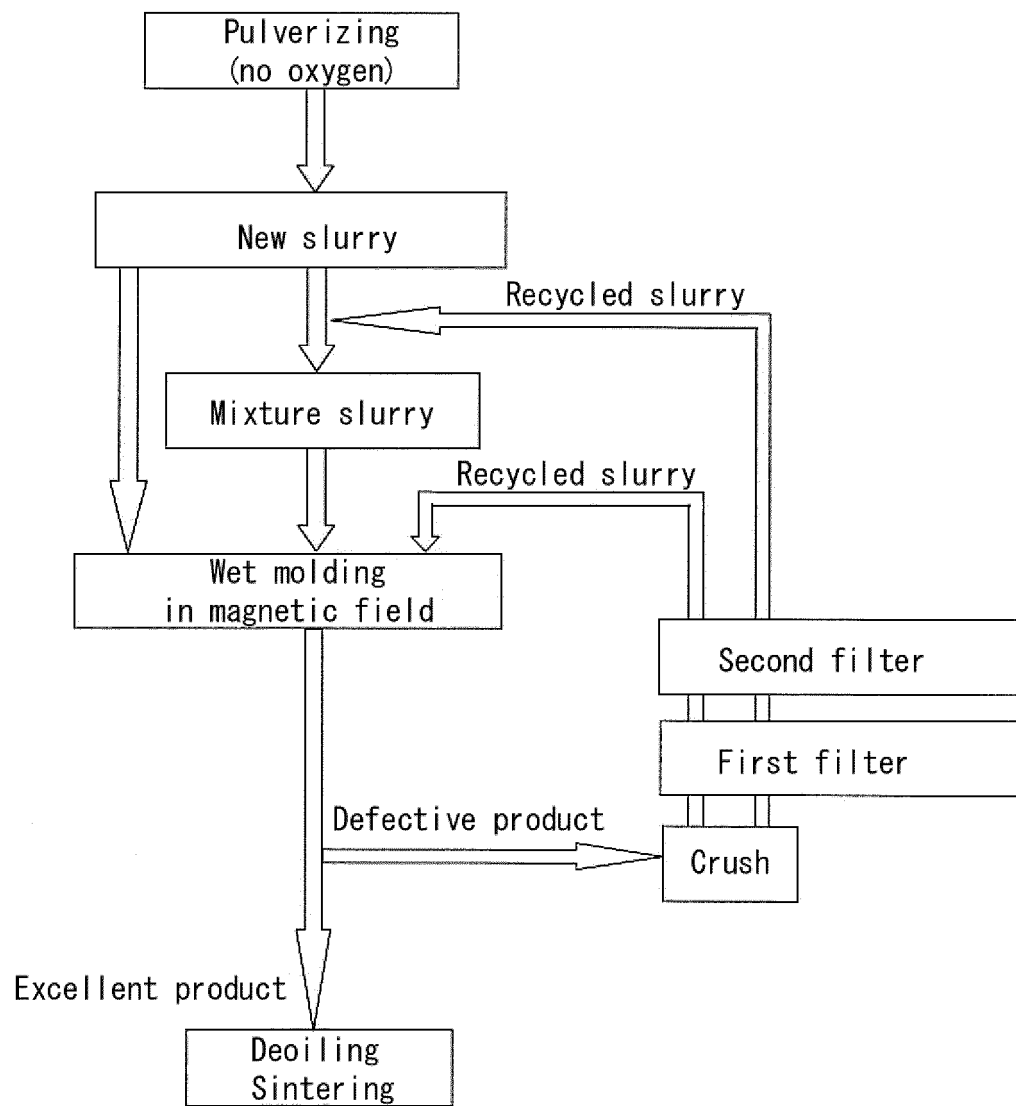 Pulverizing
(no oxygen)
New slurry
Recycled slurry
Mixture slurry
Recycled slurry
Wet molding
in magnetic field
Second filter
First filter
Defective product
Crush
Excellent product
Deoiling
Sintering